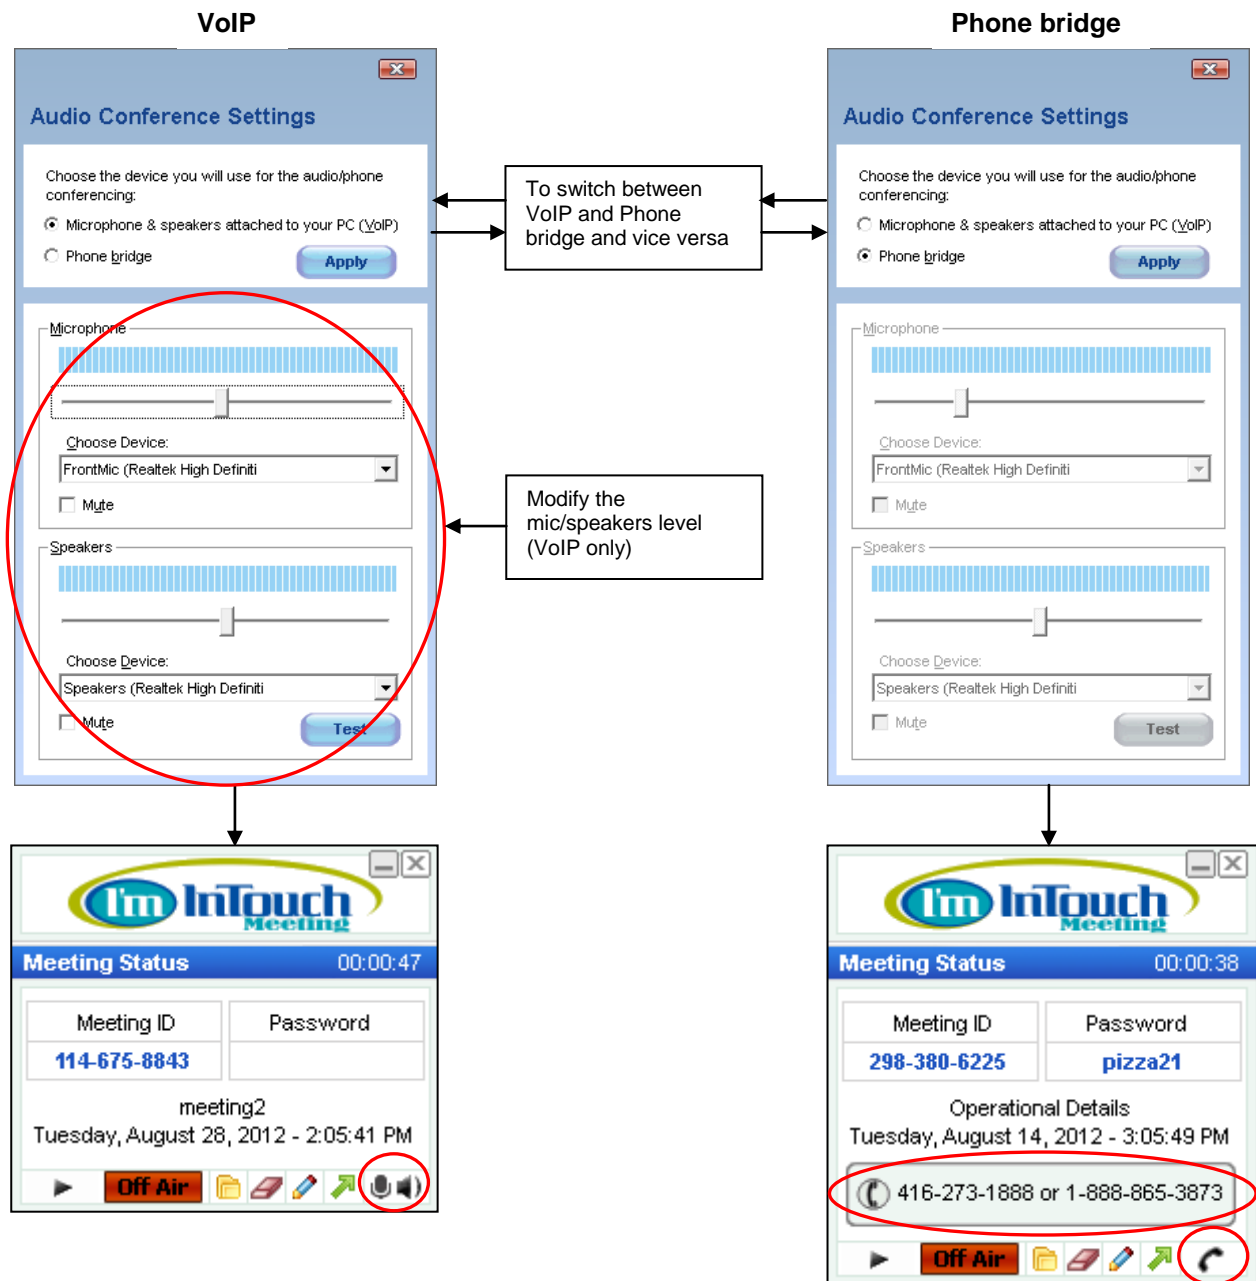 VoIP
Audio Conference Settings
Choose the device you will use for the audio/phone
conferencing:
Microphone & speakers attached to your PC (VoIP)
Phone bridge
Apply
Microphone
Choose Device:
FrontMic (Realtek High Definiti
Mute
Speakers
Choose Device:
Speakers (Realtek High Definiti
Mute
Test
I'm InTouch
Meeting
Meeting Status 00:00:47
Meeting ID Password
114-675-8843
meeting2
Tuesday, August 28, 2012 - 2:05:41 PM
Off Air
To switch between
VoIP and Phone
bridge and vice versa
Modify the
mic/speakers level
(VoIP only)
Phone bridge
Audio Conference Settings
Choose the device you will use for the audio/phone
conferencing:
Microphone & speakers attached to your PC (VoIP)
Phone bridge
Apply
Microphone
Choose Device:
FrontMic (Realtek High Definiti
Mute
Speakers
Choose Device:
Speakers (Realtek High Definiti
Mute
Test
I'm InTouch
Meeting
Meeting Status 00:00:38
Meeting ID Password
298-380-6225 pizza21
Operational Details
Tuesday, August 14, 2012 - 3:05:49 PM
416-273-1888 or 1-888-865-3873
Off Air